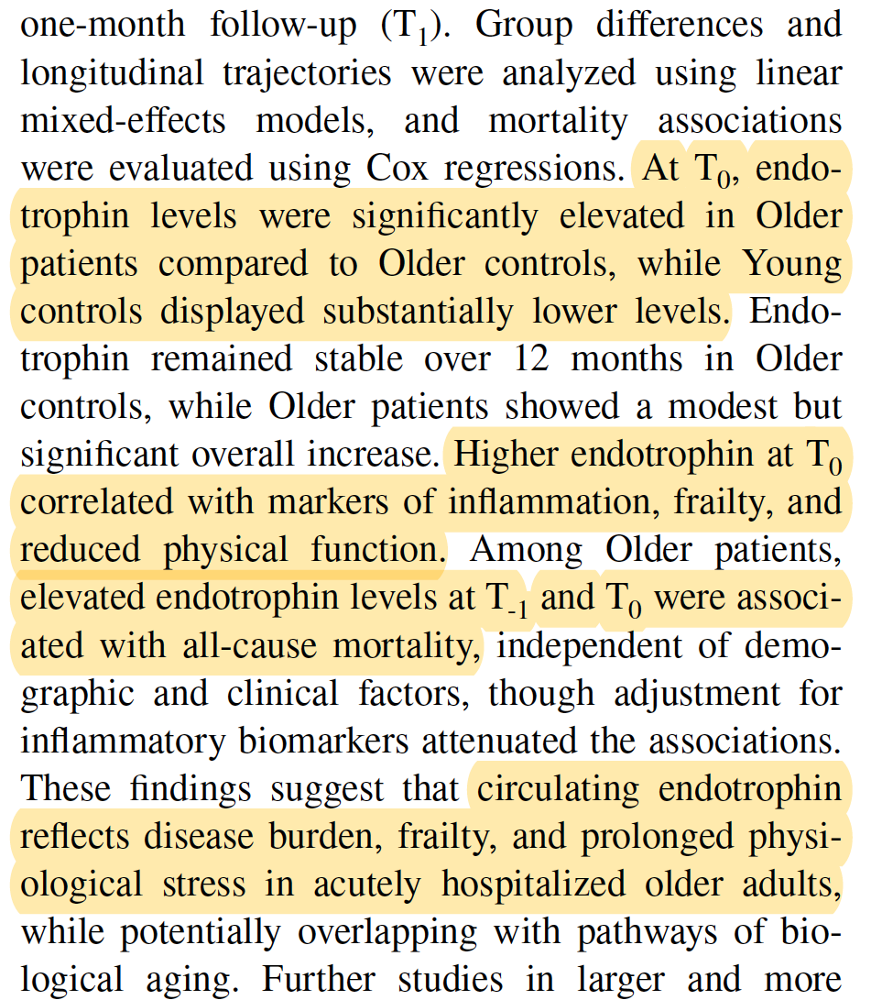 one-month follow-up (T₁). Group differences and
longitudinal trajectories were analyzed using linear
mixed-effects models, and mortality associations
were evaluated using Cox regressions. At T₀, endo-
trophin levels were significantly elevated in Older
patients compared to Older controls, while Young
controls displayed substantially lower levels. Endo-
trophin remained stable over 12 months in Older
controls, while Older patients showed a modest but
significant overall increase. Higher endotrophin at T₀
correlated with markers of inflammation, frailty, and
reduced physical function. Among Older patients,
elevated endotrophin levels at T₋₁ and T₀ were associ-
ated with all-cause mortality, independent of demo-
graphic and clinical factors, though adjustment for
inflammatory biomarkers attenuated the associations.
These findings suggest that circulating endotrophin
reflects disease burden, frailty, and prolonged physi-
ological stress in acutely hospitalized older adults,
while potentially overlapping with pathways of bio-
logical aging. Further studies in larger and more